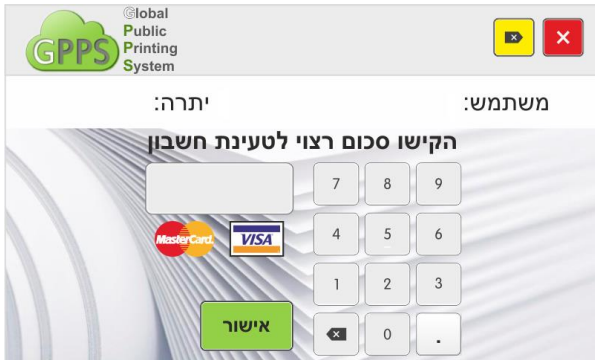 GPPS
Global
Public
Printing
System
משתמש:
יתרה:
הקישו סכום רצוי לטעינת חשבון
7 8 9
MasterCard VISA
4 5 6
1 2 3
אישור
0 .